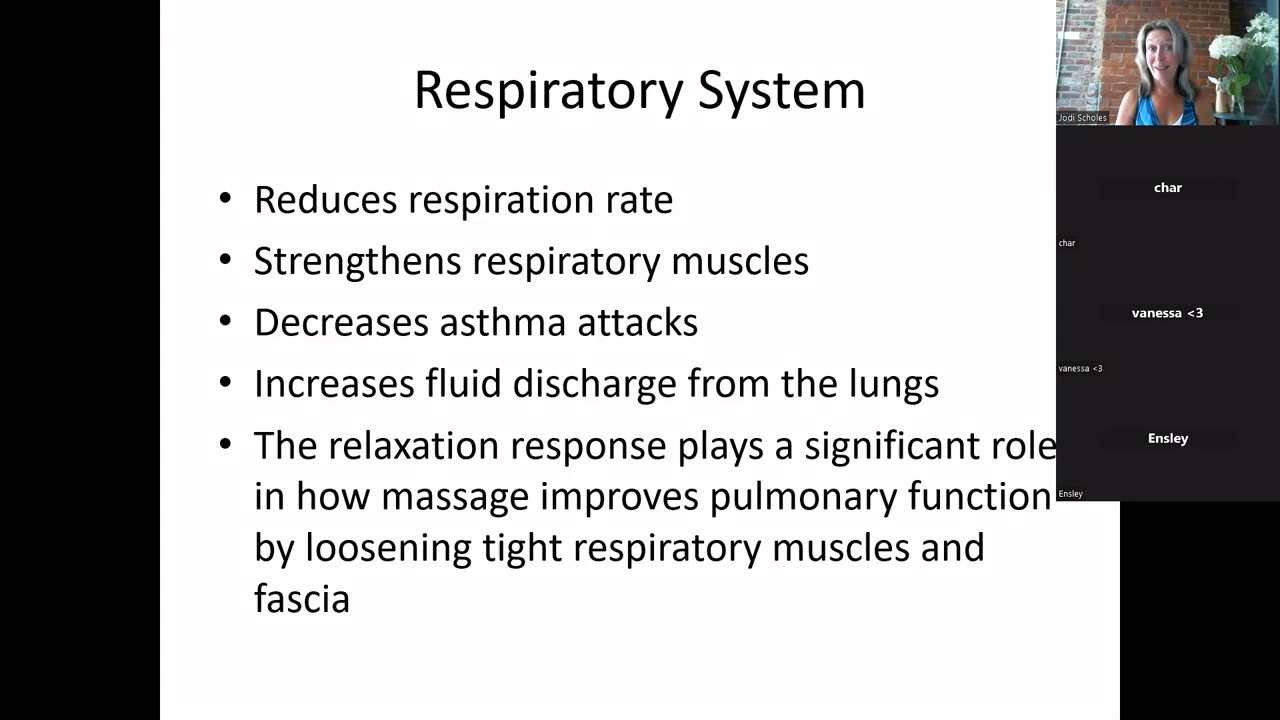 Respiratory System
• Reduces respiration rate
• Strengthens respiratory muscles
• Decreases asthma attacks
• Increases fluid discharge from the lungs
• The relaxation response plays a significant role
in how massage improves pulmonary function
by loosening tight respiratory muscles and
fascia
Jodi Scholes
char
char
vanessa <3
vanessa <3
Ensley
Ensley